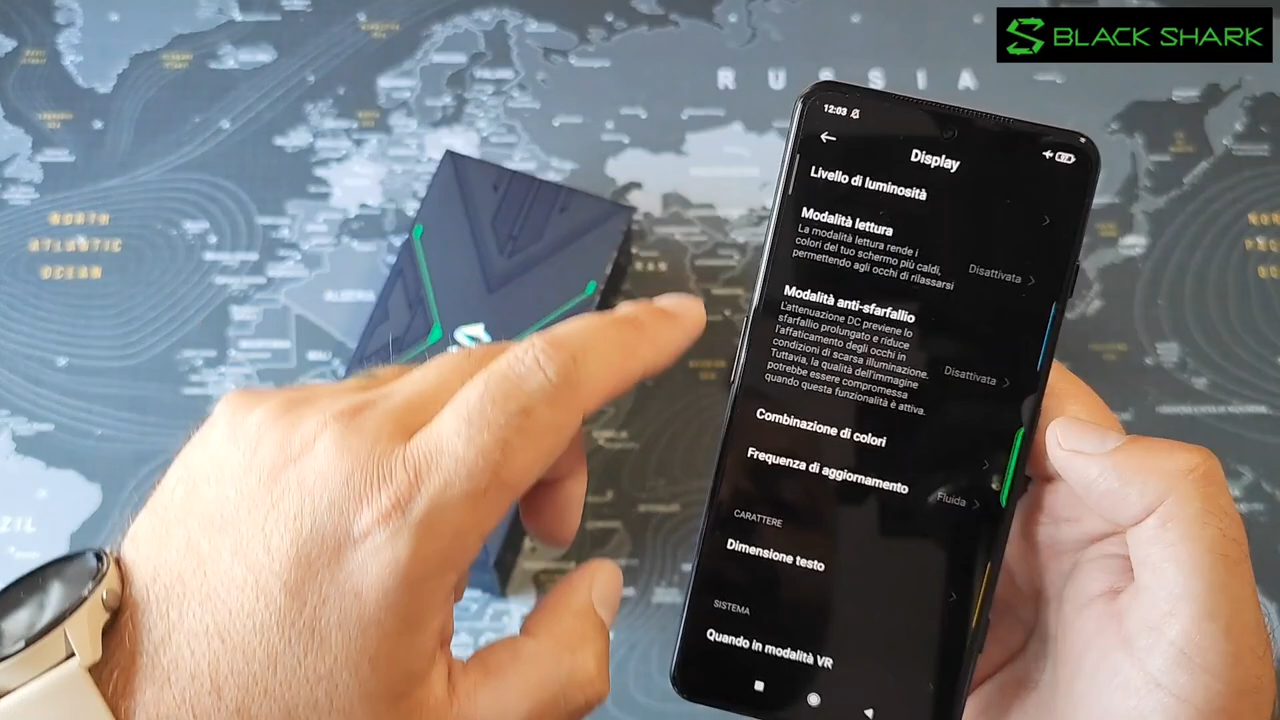 BLACK SHARK
RUSSIA
NORTH
ATLANTIC
OCEAN
12:03
Display
Livello di luminosità
Modalità lettura
La modalità lettura rende i
colori del tuo schermo più caldi,
permettendo agli occhi di rilassarsi
Disattivata
Modalità anti-sfarfallio
L'attenuazione DC previene lo
sfarfallio prolungato e riduce
l'affaticamento degli occhi in
condizioni di scarsa illuminazione.
Tuttavia, la qualità dell'immagine
potrebbe essere compromessa
quando questa funzionalità è attiva.
Disattivata
Combinazione di colori
Frequenza di aggiornamento
Fluida
CARATTERE
Dimensione testo
SISTEMA
Quando in modalità VR